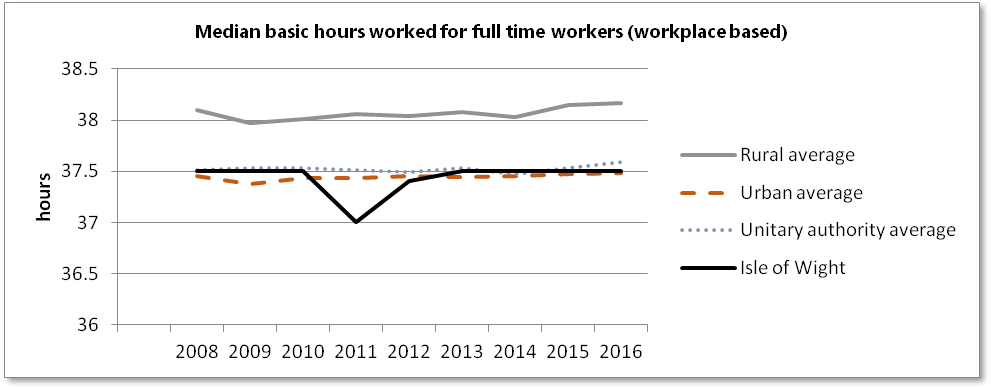 Median basic hours worked for full time workers (workplace based)
38.5
38
37.5
37
36.5
36
hours
2008 2009 2010 2011 2012 2013 2014 2015 2016
Rural average
Urban average
Unitary authority average
Isle of Wight